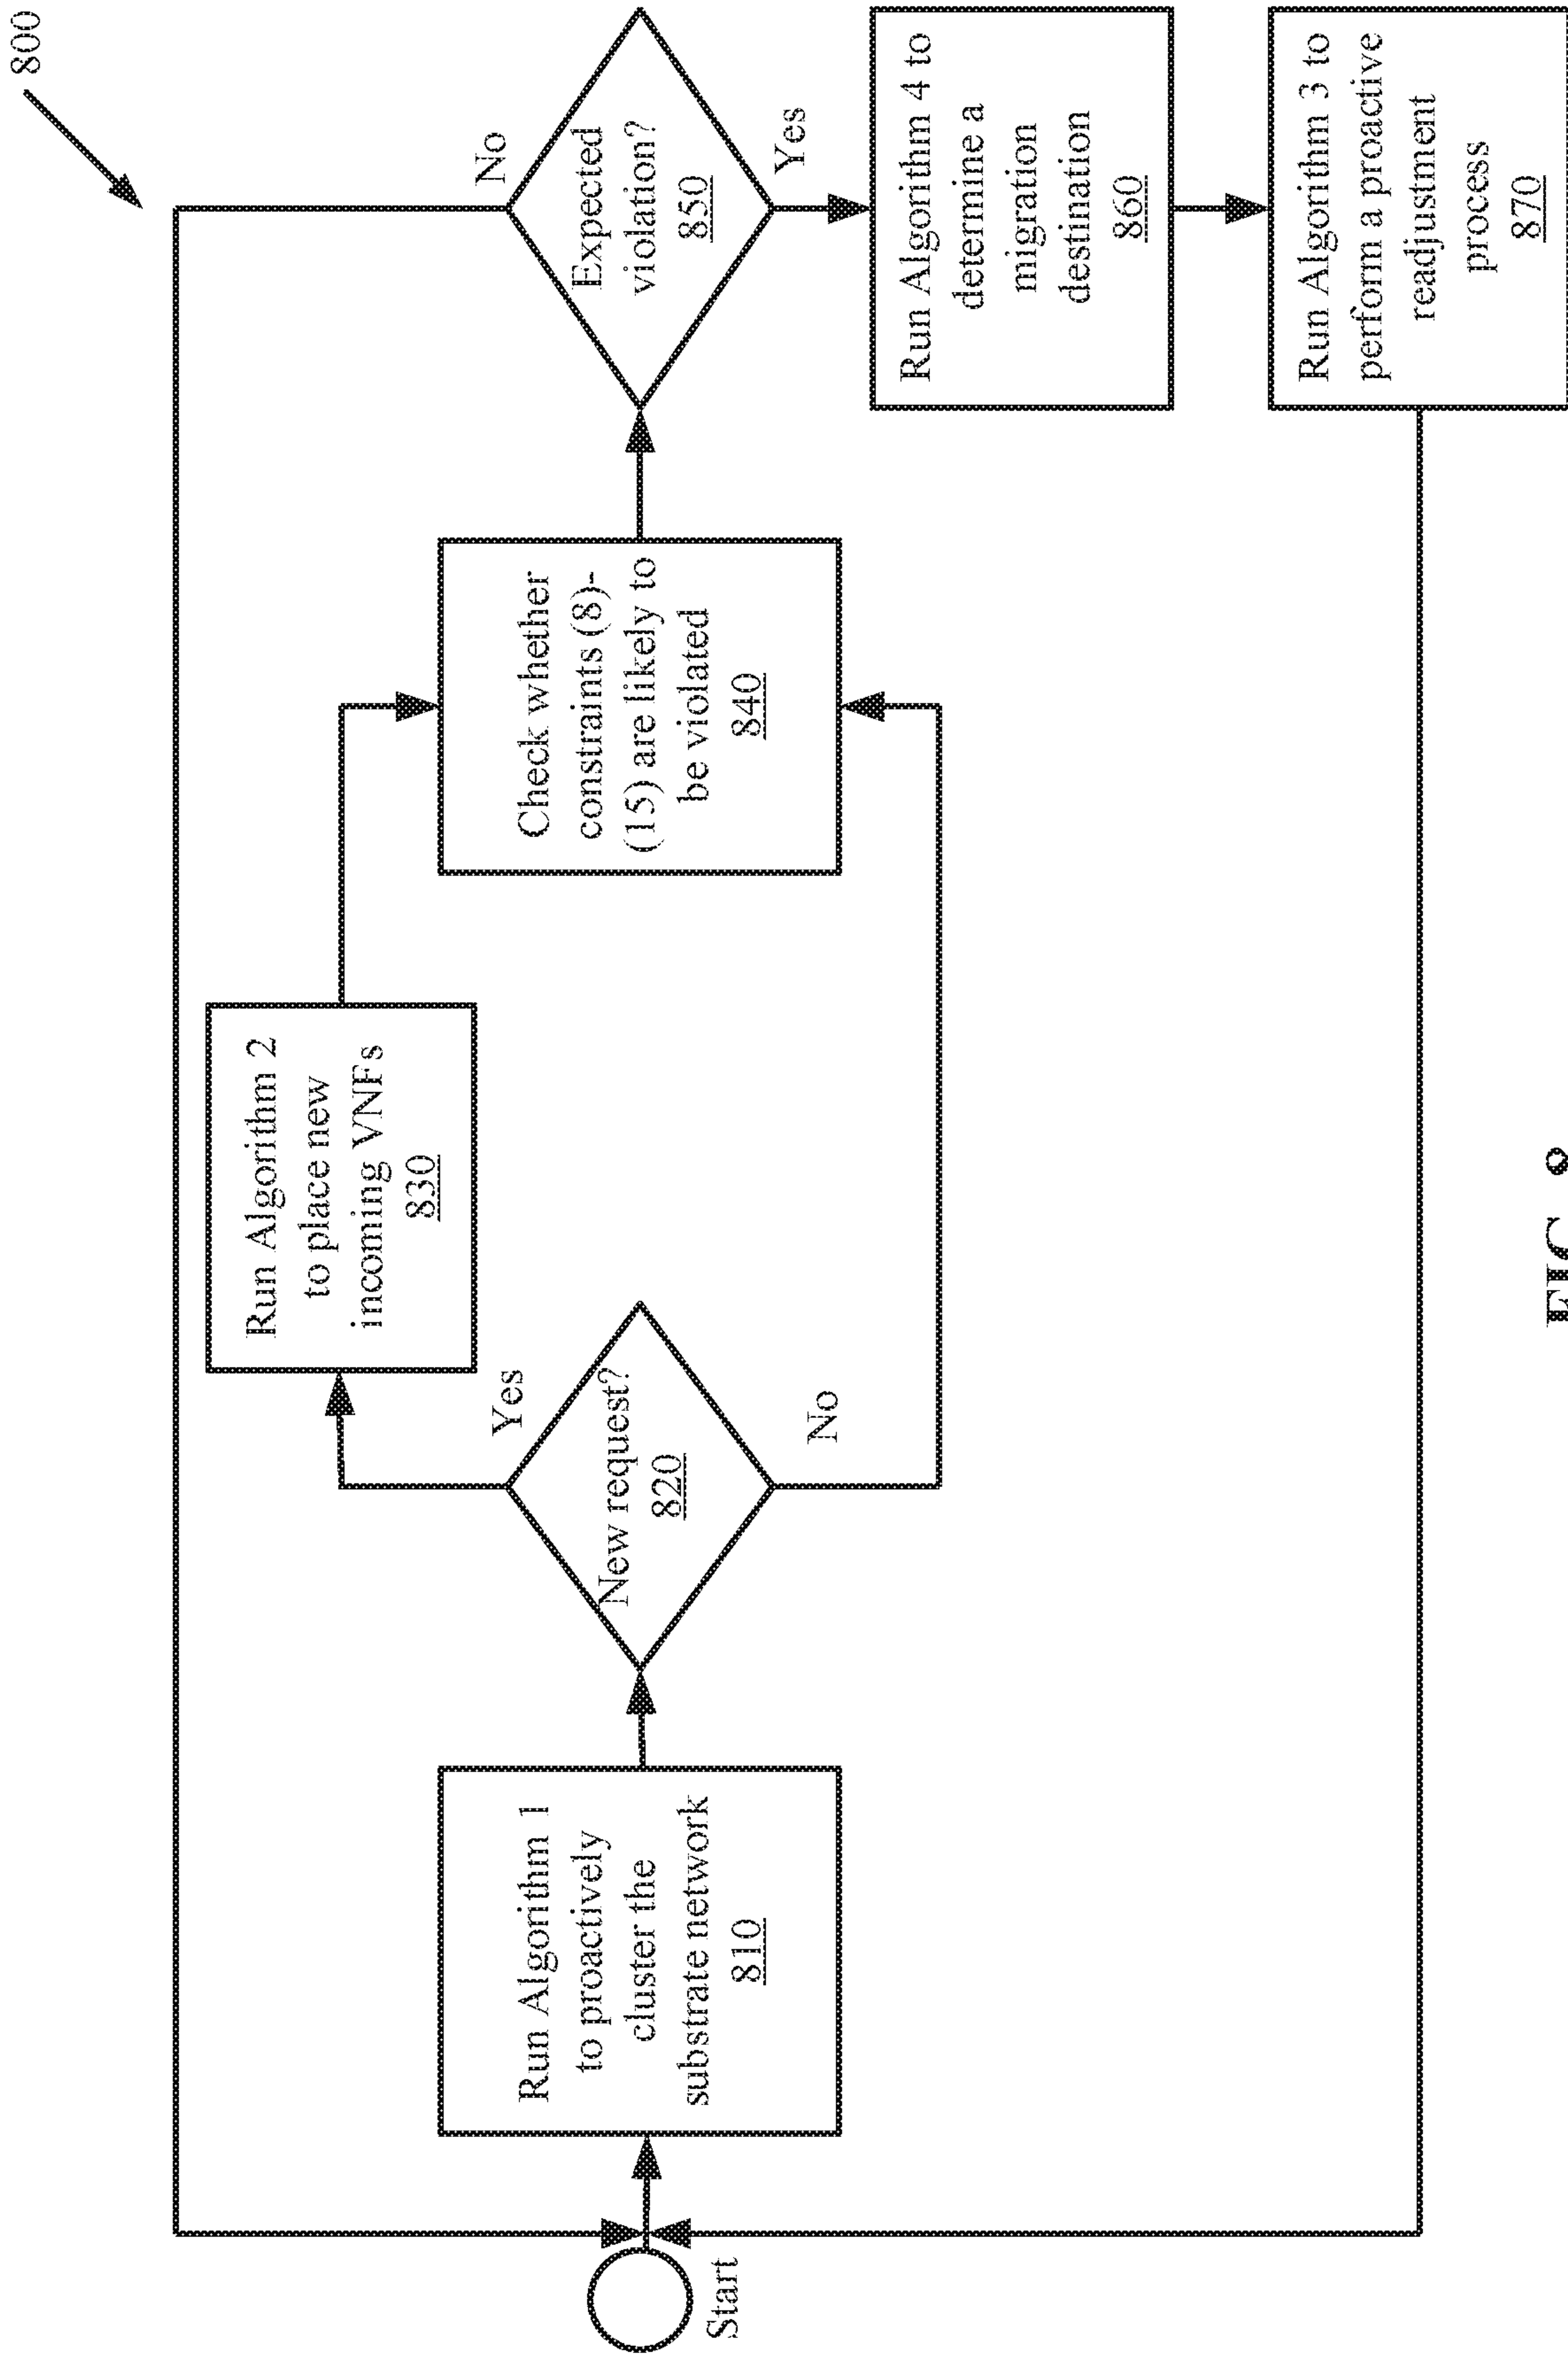 800
Start
Run Algorithm 1
to proactively
cluster the
substrate network
810
New request?
820
Yes
No
Run Algorithm 2
to place new
incoming VNFs
830
Check whether
constraints (8)-
(15) are likely to
be violated
840
Expected
violation?
850
No
Yes
Run Algorithm 4 to
determine a
migration
destination
860
Run Algorithm 3 to
perform a proactive
readjustment
process
870
FIG. 8